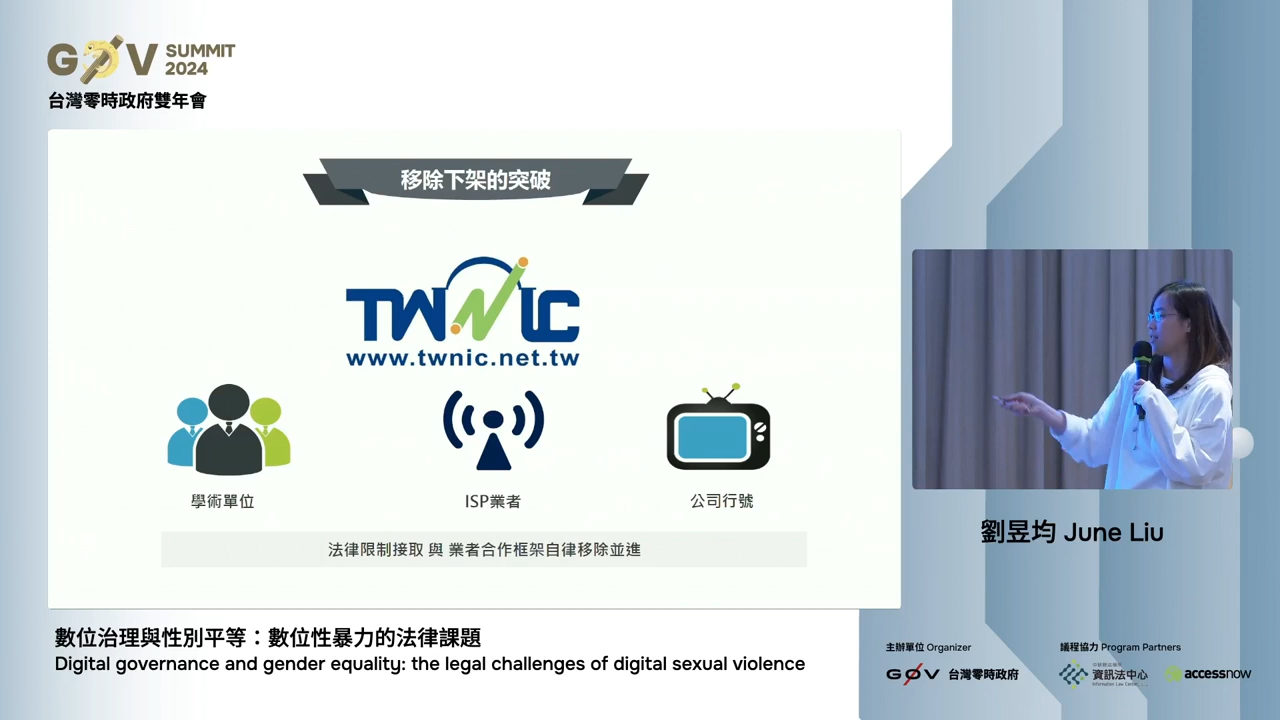 G0V SUMMIT 2024
台灣零時政府雙年會
移除下架的突破
TWNIC
www.twnic.net.tw
學術單位
ISP業者
公司行號
法律限制接取 與 業者合作框架自律移除並進
劉昱均 June Liu
數位治理與性別平等：數位性暴力的法律課題
Digital governance and gender equality: the legal challenges of digital sexual violence
主辦單位 Organizer
G0V 台灣零時政府
議程協力 Program Partners
資訊法中心
Information Law Center
accessnow